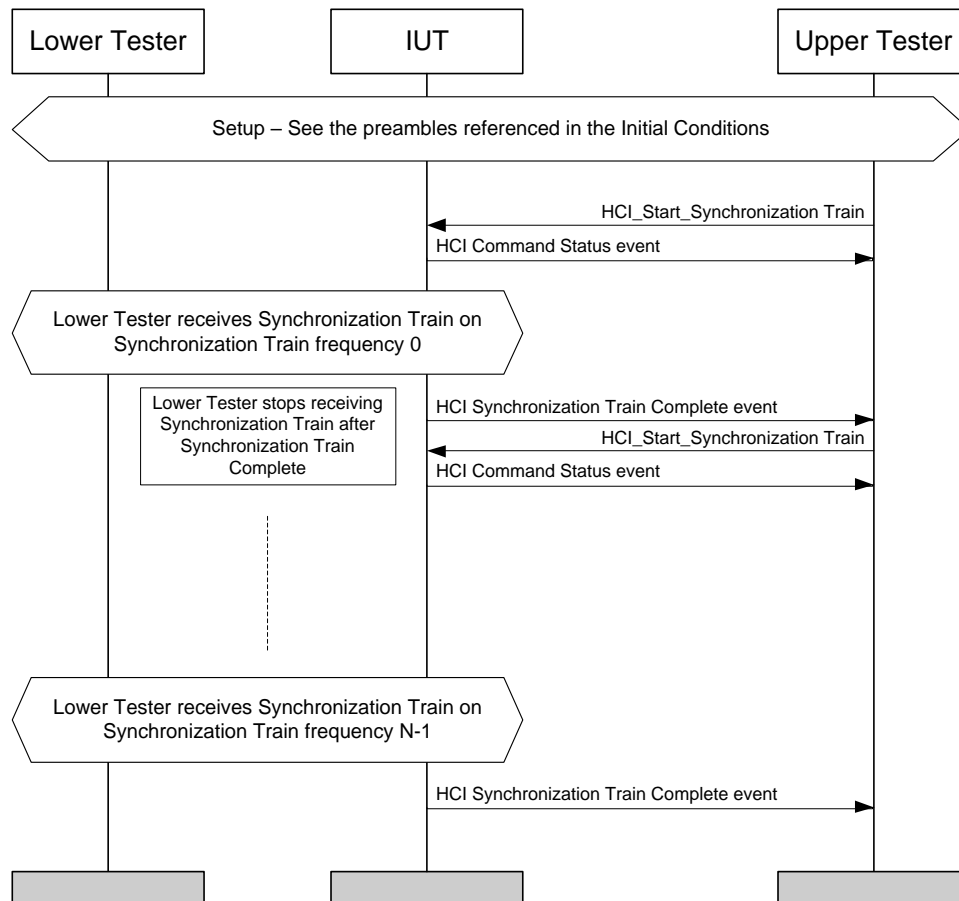 Lower Tester
IUT
Upper Tester
Setup – See the preambles referenced in the Initial Conditions
HCI_Start_Synchronization Train
HCI Command Status event
Lower Tester receives Synchronization Train on
Synchronization Train frequency 0
Lower Tester stops receiving
Synchronization Train after
Synchronization Train
Complete
HCI Synchronization Train Complete event
HCI_Start_Synchronization Train
HCI Command Status event
Lower Tester receives Synchronization Train on
Synchronization Train frequency N-1
HCI Synchronization Train Complete event